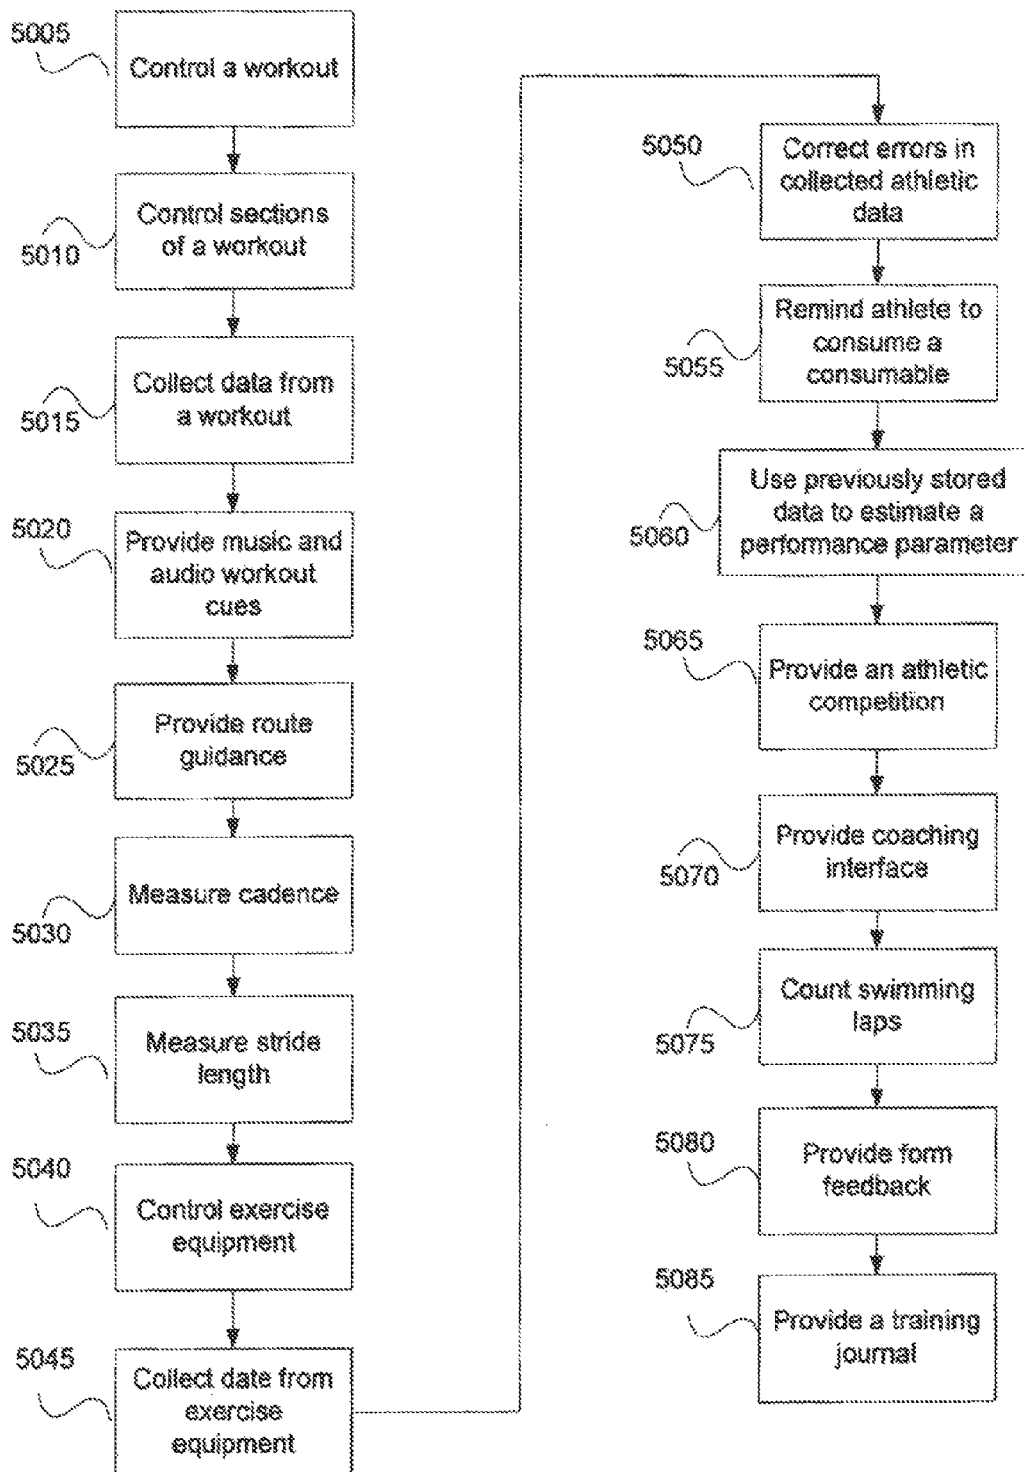 5005
Control a workout
5010
Control sections
of a workout
5015
Collect data from
a workout
5020
Provide music and
audio workout
cues
5025
Provide route
guidance
5030
Measure cadence
5035
Measure stride
length
5040
Control exercise
equipment
5045
Collect date from
exercise
equipment
5050
Correct errors in
collected athletic
data
5055
Remind athlete to
consume a
consumable
5060
Use previously stored
data to estimate a
performance parameter
5065
Provide an athletic
competition
5070
Provide coaching
interface
5075
Count swimming
laps
5080
Provide form
feedback
5085
Provide a training
journal